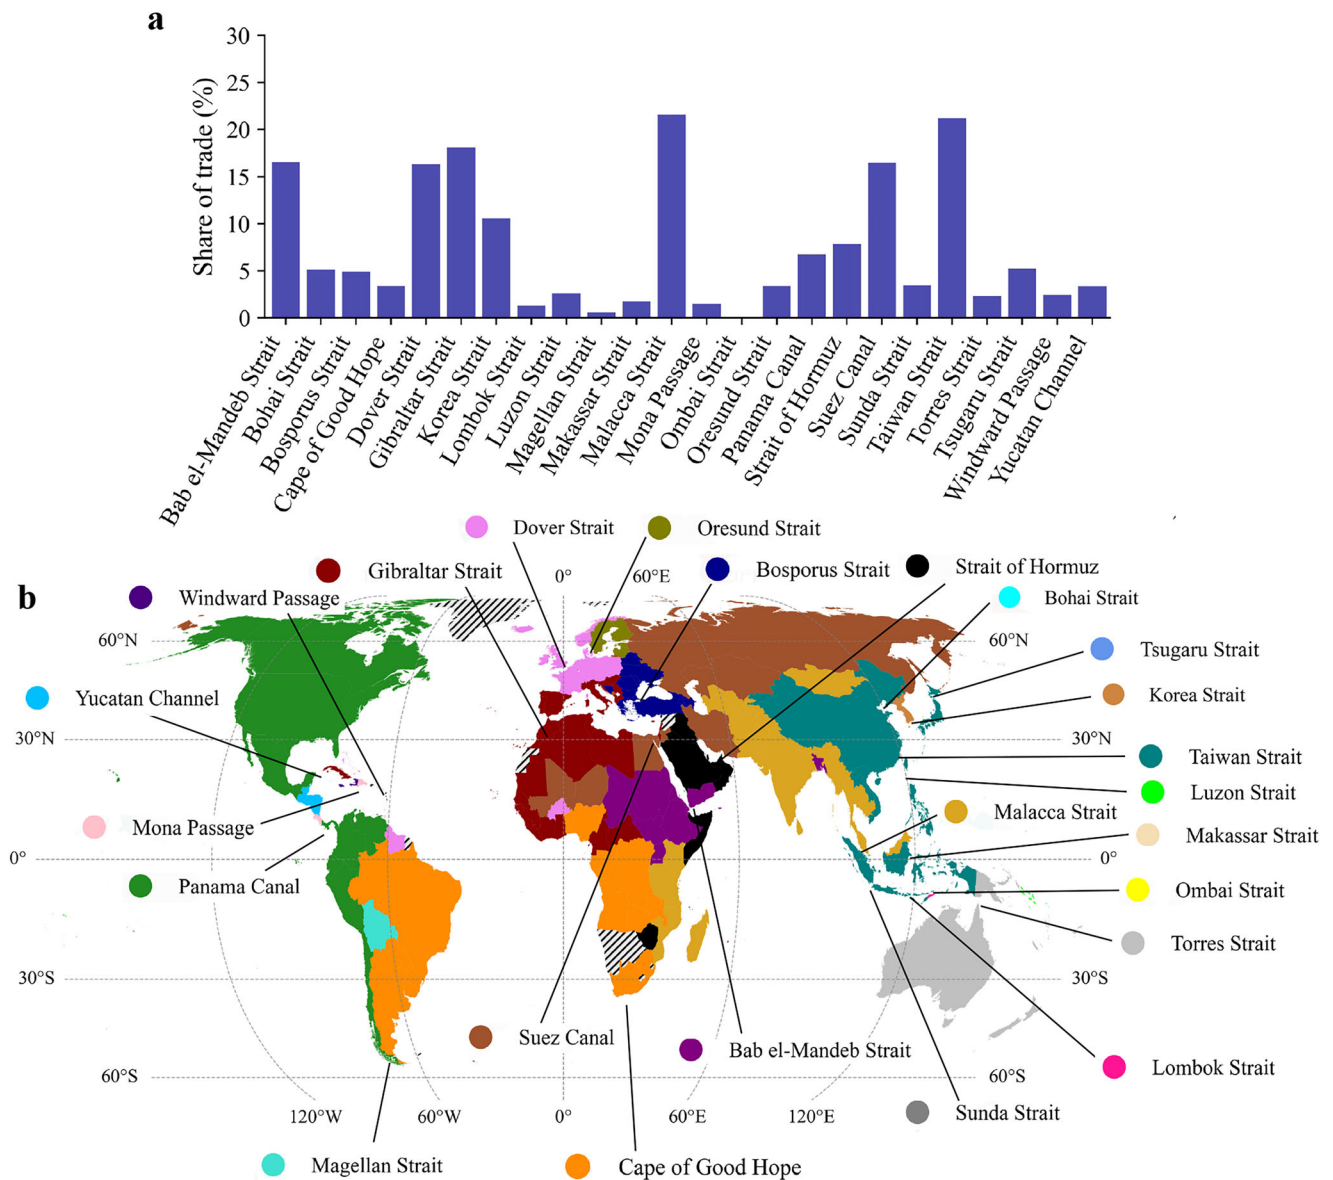 a
Share of trade (%)
30
25
20
15
10
5
0
Bab el-Mandeb Strait
Bohai Strait
Bosporus Strait
Cape of Good Hope
Dover Strait
Gibraltar Strait
Korea Strait
Lombok Strait
Luzon Strait
Magellan Strait
Makassar Strait
Malacca Strait
Mona Passage
Ombai Strait
Oresund Strait
Panama Canal
Strait of Hormuz
Suez Canal
Sunda Strait
Taiwan Strait
Torres Strait
Tsugaru Strait
Windward Passage
Yucatan Channel
b
Dover Strait
Oresund Strait
Gibraltar Strait
0°
60°E
Bosporus Strait
Strait of Hormuz
Windward Passage
Bohai Strait
60°N
60°N
Tsugaru Strait
Yucatan Channel
Korea Strait
30°N
30°N
Taiwan Strait
Luzon Strait
Malacca Strait
Mona Passage
Makassar Strait
0°
0°
Panama Canal
Ombai Strait
Torres Strait
30°S
30°S
Suez Canal
Bab el-Mandeb Strait
Lombok Strait
60°S
60°S
120°W
60°W
0°
60°E
120°E
Sunda Strait
Magellan Strait
Cape of Good Hope